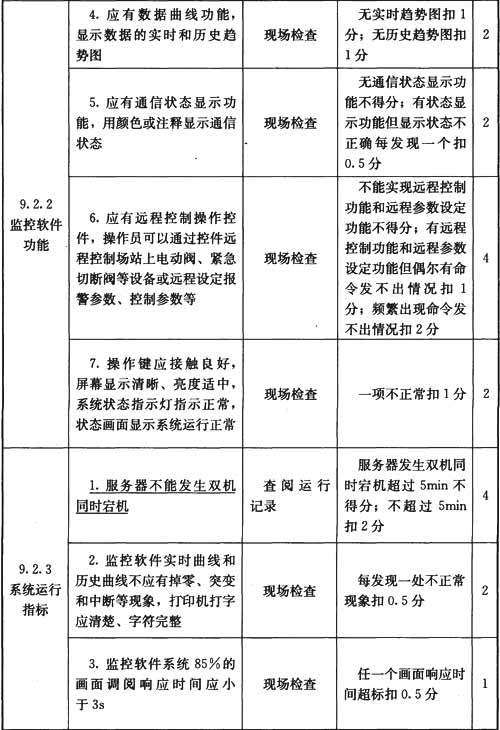 4. 应有数据曲线功能，
显示数据的实时和历史趋
势图
现场检查
无实时趋势图扣 1
分；无历史趋势图扣
1 分
2
5. 应有通信状态显示功
能，用颜色或注释显示通信
状态
现场检查
无通信状态显示功
能不得分；有状态显
示功能但显示状态不
正确每发现一个扣
0.5 分
2
9.2.2
监控软件
功能
6. 应有远程控制操作控
件，操作员可以通过控件远
程控制场站上电动阀、紧急
切断阀等设备或远程设定报
警参数、控制参数等
现场检查
不能实现远程控制
功能和远程参数设定
功能不得分；有远程
控制功能和远程参数
设定功能但偶尔有命
令发不出情况扣 1
分；频繁出现命令发
不出情况扣 2 分
4
7. 操作键应接触良好，
屏幕显示清晰、亮度适中，
系统状态指示灯指示正常，
状态画面显示系统运行正常
现场检查
一项不正常扣 1 分
2
9.2.3
系统运行
指标
1. 服务器不能发生双机
同时宕机
查阅运行
记录
服务器发生双机同
时宕机超过 5min 不
得分；不超过 5min
扣 2 分
4
2. 监控软件实时曲线和
历史曲线不应有掉零、突变
和中断等现象，打印机打字
应清楚、字符完整
现场检查
每发现一处不正常
现象扣 0.5 分
2
3. 监控软件系统 85%的
画面调阅响应时间应小
于 3s
现场检查
任一个画面响应时
间超标扣 0.5 分
1